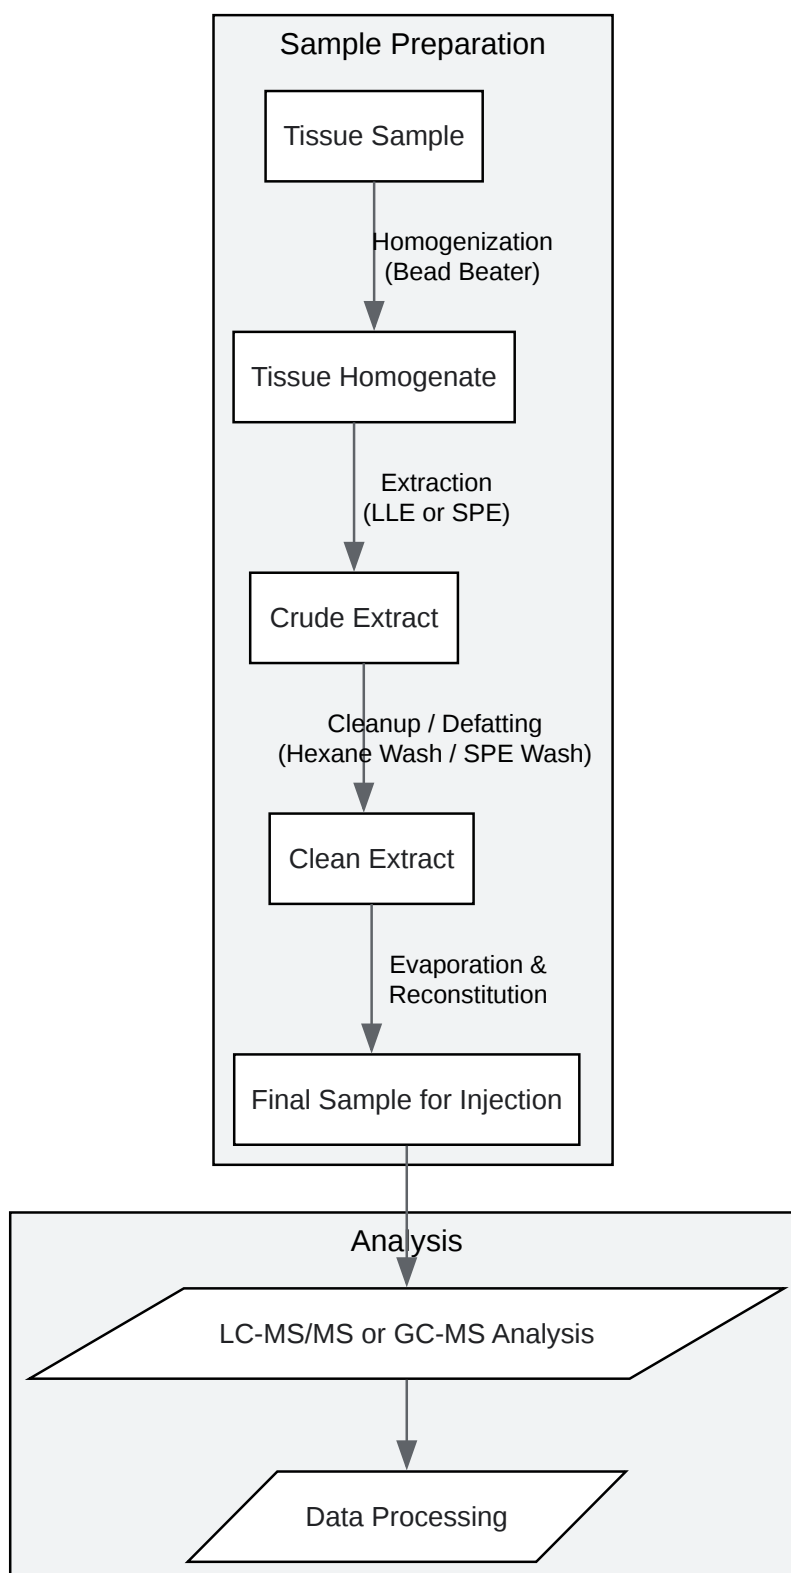 Sample Preparation
Tissue Sample
Homogenization
(Bead Beater)
Tissue Homogenate
Extraction
(LLE or SPE)
Crude Extract
Cleanup / Defatting
(Hexane Wash / SPE Wash)
Clean Extract
Evaporation &
Reconstitution
Final Sample for Injection
Analysis
LC-MS/MS or GC-MS Analysis
Data Processing